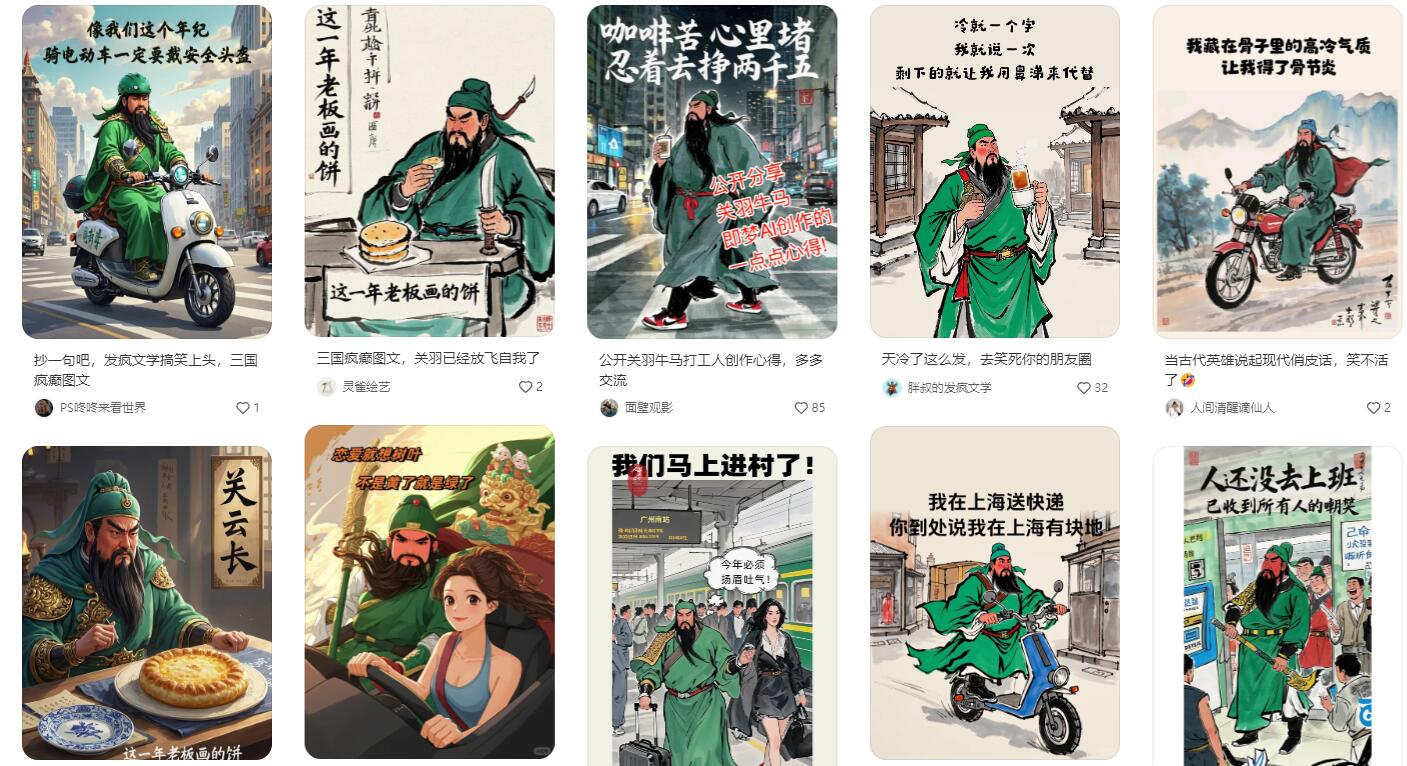 像我们这个年纪
骑电动车一定要戴安全头盔
抄一句吧，发疯文学搞笑上头，三国
疯癫图文
PS咚咚来看世界
1
这一年老板画的饼
这一年老板画的饼
三国疯癫图文，关羽已经放飞自我了
灵雀绘艺
2
咖啡苦 心里堵
忍着去挣两千五
公开分享
关羽牛马
即梦AI创作的
一点点心得!
公开关羽牛马打工人创作心得，多多
交流
面壁观影
85
冷就一个字
我就说一次
剩下的就让我用鼻涕来代替
天冷了这么发，去笑死你的朋友圈
胖叔的发疯文学
32
我藏在骨子里的高冷气质
让我得了骨节炎
当古代英雄说起现代俏皮话，笑不活
了🤣
人间清醒谪仙人
2
关云长
这一年老板画的饼
恋爱就想树叶
不是黄了就是绿了
我们马上进村了!
广州南站
今年必须
扬眉吐气!
我在上海送快递
你到处说我在上海有块地
人还没去上班
已收到所有人的嘲笑